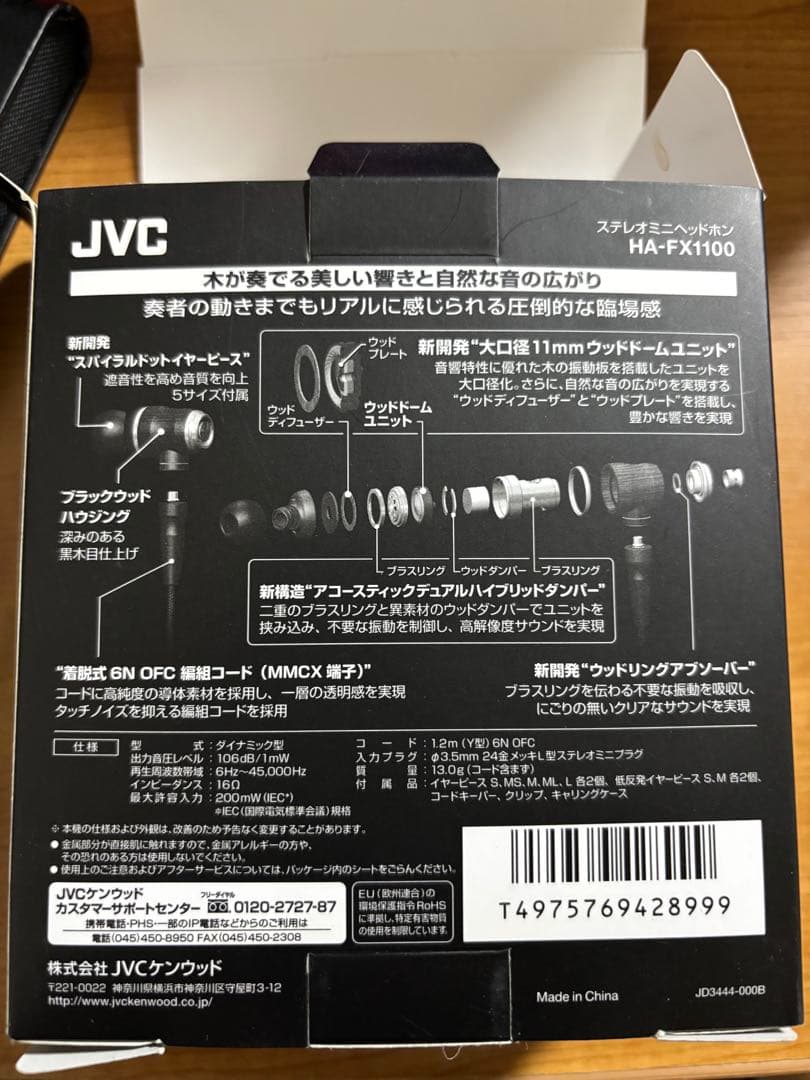 JVC
ステレオミニヘッドホン
HA-FX1100
木が奏でる美しい響きと自然な音の広がり
奏者の動きまでもリアルに感じられる圧倒的な臨場感
新開発
“スパイラルドットイヤーピース”
遮音性を高め音質を向上
5サイズ付属
ウッド
プレート
ウッド
ディフューザー
ウッドドーム
ユニット
新開発“大口径11mmウッドドームユニット”
音響特性に優れた木の振動板を搭載したユニットを
大口径化。さらに、自然な音の広がりを実現する
“ウッドディフューザー”と“ウッドプレート”を搭載し、
豊かな響きを実現
ブラックウッド
ハウジング
深みのある
黒木目仕上げ
ブラスリング
ウッドダンパー
ブラスリング
新構造“アコースティックデュアルハイブリッドダンパー”
二重のブラスリングと異素材のウッドダンパーでユニットを
挟み込み、不要な振動を制御し、高解像度サウンドを実現
“着脱式6N OFC 編組コード（MMCX 端子）”
コードに高純度の導体素材を採用し、一層の透明感を実現
タッチノイズを抑える編組コードを採用
新開発“ウッドリングアブソーバー”
ブラスリングを伝わる不要な振動を吸収し、
にごりの無いクリアなサウンドを実現
仕様
型式：ダイナミック型
出力音圧レベル：106dB/1mW
再生周波数帯域：6Hz～45,000Hz
インピーダンス：16Ω
最大許容入力：200mW（IEC*）
*IEC（国際電気標準会議）規格
コード：1.2m（Y型）6N OFC
入力プラグ：φ3.5mm 24金メッキL型ステレオミニプラグ
質量：13.0g（コード含まず）
付属品：イヤーピース S、MS、M、ML、L 各2個、低反発イヤーピース S、M 各2個、
コードキーパー、クリップ、キャリングケース
※ 本機の仕様および外観は、改善のため予告なく変更することがあります。
● 金属部分が直接肌に触れますので、金属アレルギーの方や、
その恐れのある方は使用しないでください。
● 使用上のご注意およびアフターサービスについては、パッケージ内のシートをごらんください。
JVCケンウッド
カスタマーサポートセンター
フリーダイヤル
0120-2727-87
携帯電話・PHS・一部のIP電話などからのご利用は
電話（045）450-8950 FAX（045）450-2308
EU（欧州連合）の
環境保護指令RoHS
に準拠し、特定有害物質
の使用を制限しています。
T4975769428999
株式会社 JVCケンウッド
〒221-0022 神奈川県横浜市神奈川区守屋町3-12
http://www.jvckenwood.co.jp/
Made in China
JD3444-000B